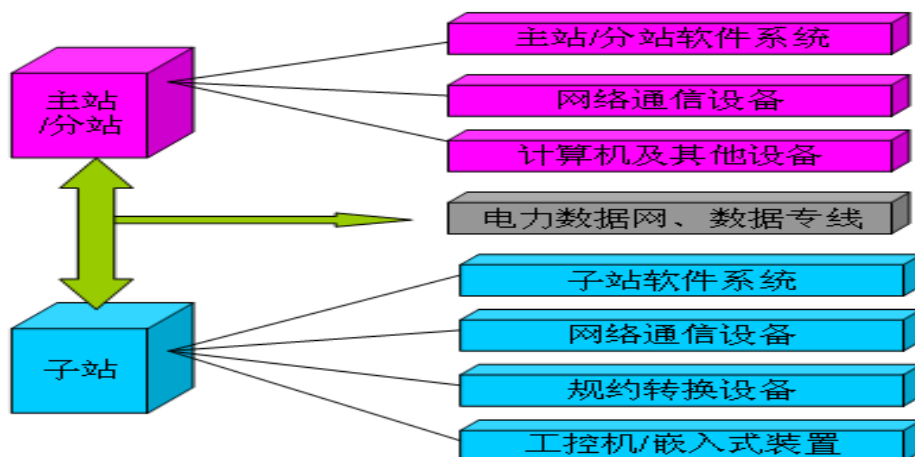 主站/分站软件系统
主站
/分站
网络通信设备
计算机及其他设备
电力数据网、数据专线
子站软件系统
网络通信设备
子站
规约转换设备
工控机/嵌入式装置